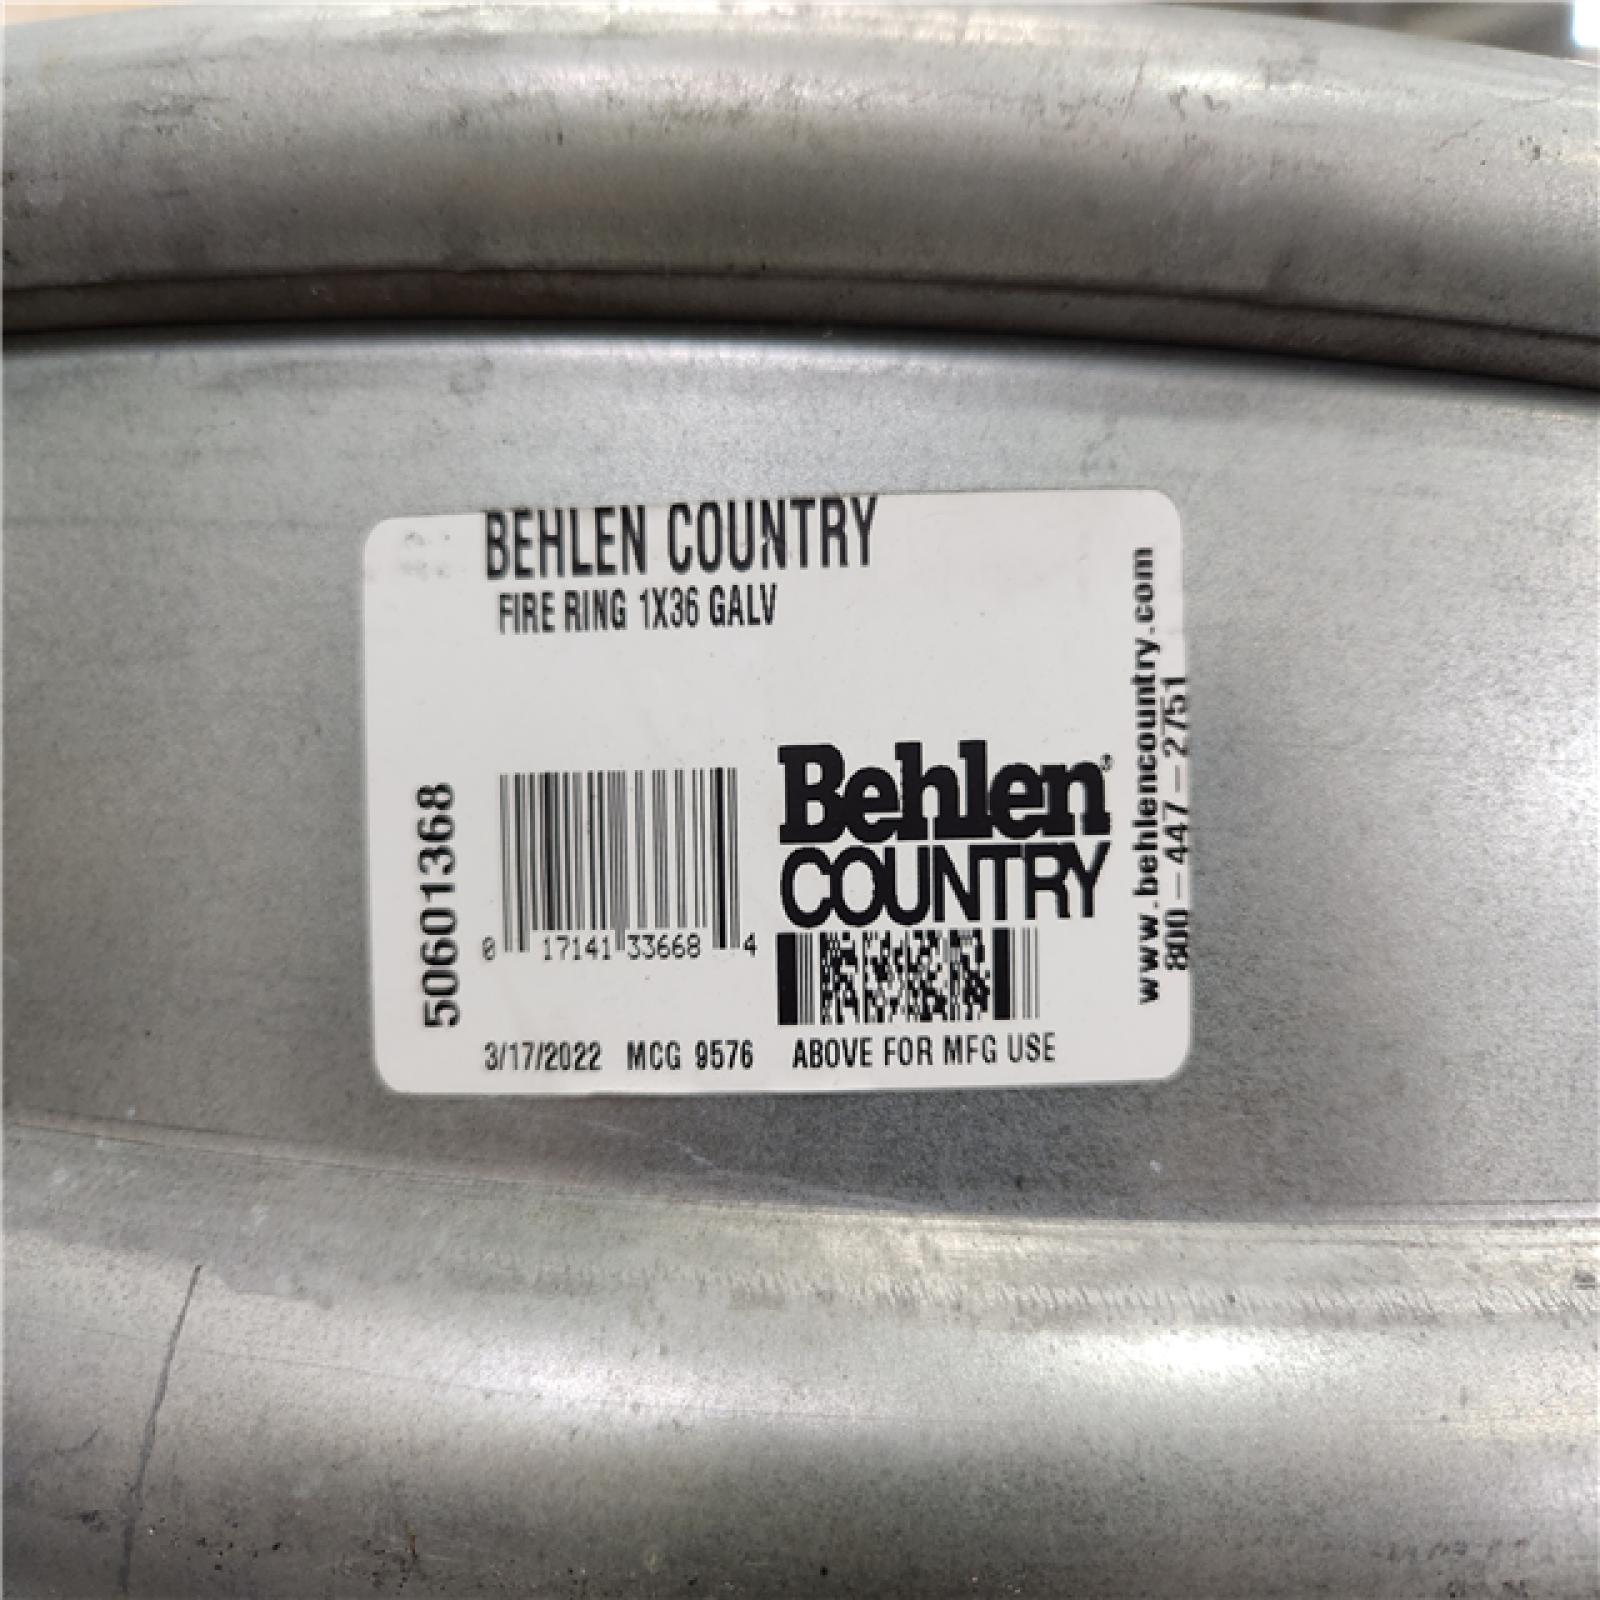 BEHLEN COUNTRY
FIRE RING 1X36 GALV
50601368
0 17141 33668 4
Behlen®
COUNTRY
www.behlencountry.com
800-447-2751
3/17/2022 MCG 9576 ABOVE FOR MFG USE